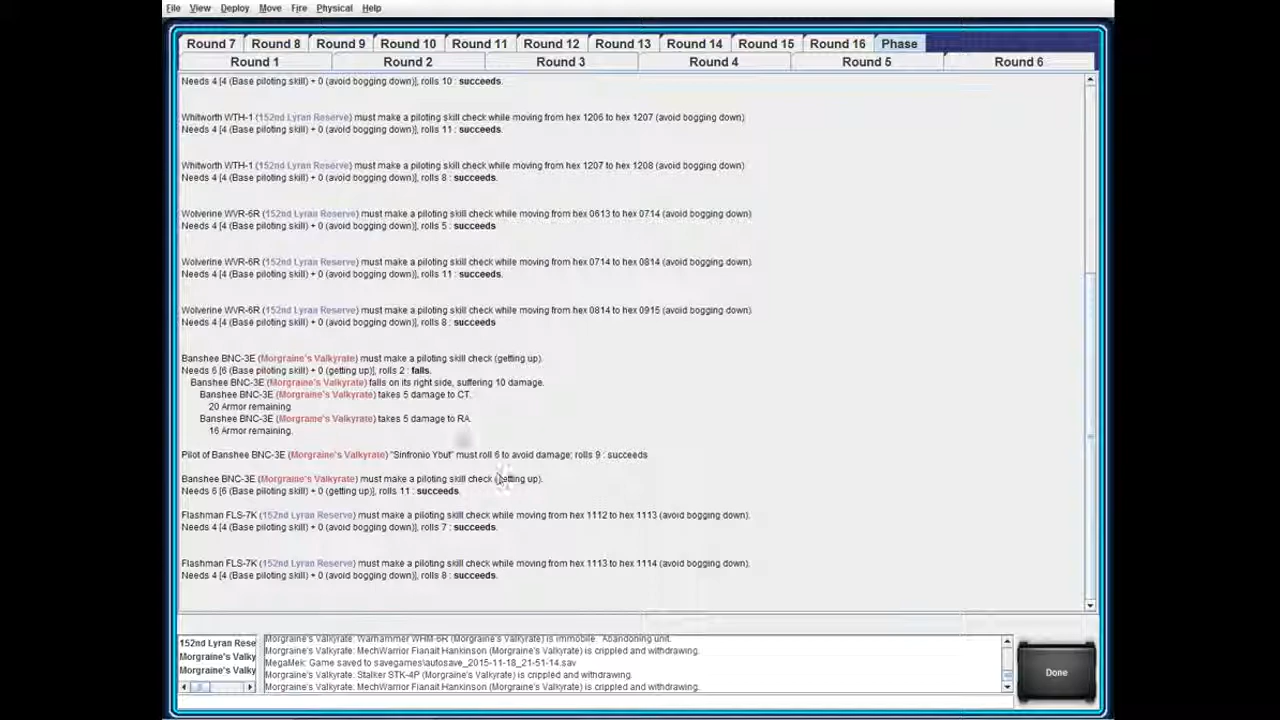 File View Deploy Move Fire Physical Help
Round 7 Round 8 Round 9 Round 10 Round 11 Round 12 Round 13 Round 14 Round 15 Round 16 Phase
Round 1 Round 2 Round 3 Round 4 Round 5 Round 6
Needs 4 [4 (Base piloting skill) + 0 (avoid bogging down)], rolls 10 : succeeds.
Whitworth WTH-1 (152nd Lyran Reserve) must make a piloting skill check while moving from hex 1206 to hex 1207 (avoid bogging down).
Needs 4 [4 (Base piloting skill) + 0 (avoid bogging down)], rolls 11 : succeeds.
Whitworth WTH-1 (152nd Lyran Reserve) must make a piloting skill check while moving from hex 1207 to hex 1208 (avoid bogging down).
Needs 4 [4 (Base piloting skill) + 0 (avoid bogging down)], rolls 8 : succeeds.
Wolverine WVR-6R (152nd Lyran Reserve) must make a piloting skill check while moving from hex 0613 to hex 0714 (avoid bogging down).
Needs 4 [4 (Base piloting skill) + 0 (avoid bogging down)], rolls 5 : succeeds.
Wolverine WVR-6R (152nd Lyran Reserve) must make a piloting skill check while moving from hex 0714 to hex 0814 (avoid bogging down).
Needs 4 [4 (Base piloting skill) + 0 (avoid bogging down)], rolls 11 : succeeds.
Wolverine WVR-6R (152nd Lyran Reserve) must make a piloting skill check while moving from hex 0814 to hex 0915 (avoid bogging down).
Needs 4 [4 (Base piloting skill) + 0 (avoid bogging down)], rolls 8 : succeeds.
Banshee BNC-3E (Morgraine's Valkyrate) must make a piloting skill check (getting up).
Needs 6 [6 (Base piloting skill) + 0 (getting up)], rolls 2 : falls.
Banshee BNC-3E (Morgraine's Valkyrate) falls on its right side, suffering 10 damage.
Banshee BNC-3E (Morgraine's Valkyrate) takes 5 damage to CT.
20 Armor remaining
Banshee BNC-3E (Morgraine's Valkyrate) takes 5 damage to RA.
16 Armor remaining.
Pilot of Banshee BNC-3E (Morgraine's Valkyrate) "Sinfronio Ybut" must roll 6 to avoid damage; rolls 9 : succeeds
Banshee BNC-3E (Morgraine's Valkyrate) must make a piloting skill check (getting up).
Needs 6 [6 (Base piloting skill) + 0 (getting up)], rolls 11 : succeeds.
Flashman FLS-7K (152nd Lyran Reserve) must make a piloting skill check while moving from hex 1112 to hex 1113 (avoid bogging down).
Needs 4 [4 (Base piloting skill) + 0 (avoid bogging down)], rolls 7 : succeeds.
Flashman FLS-7K (152nd Lyran Reserve) must make a piloting skill check while moving from hex 1113 to hex 1114 (avoid bogging down).
Needs 4 [4 (Base piloting skill) + 0 (avoid bogging down)], rolls 8 : succeeds.
152nd Lyran Rese
Morgraine's Valky
Morgraine's Valky
Morgraine's Valkyrate: Warhammer WHM-6R (Morgraine's Valkyrate) is immobile. Abandoning unit.
Morgraine's Valkyrate: MechWarrior Fianait Hankinson (Morgraine's Valkyrate) is crippled and withdrawing.
MegaMek: Game saved to savegames\autosave_2015-11-18_21-51-14.sav
Morgraine's Valkyrate: Stalker STK-4P (Morgraine's Valkyrate) is crippled and withdrawing.
Morgraine's Valkyrate: MechWarrior Fianait Hankinson (Morgraine's Valkyrate) is crippled and withdrawing.
Done